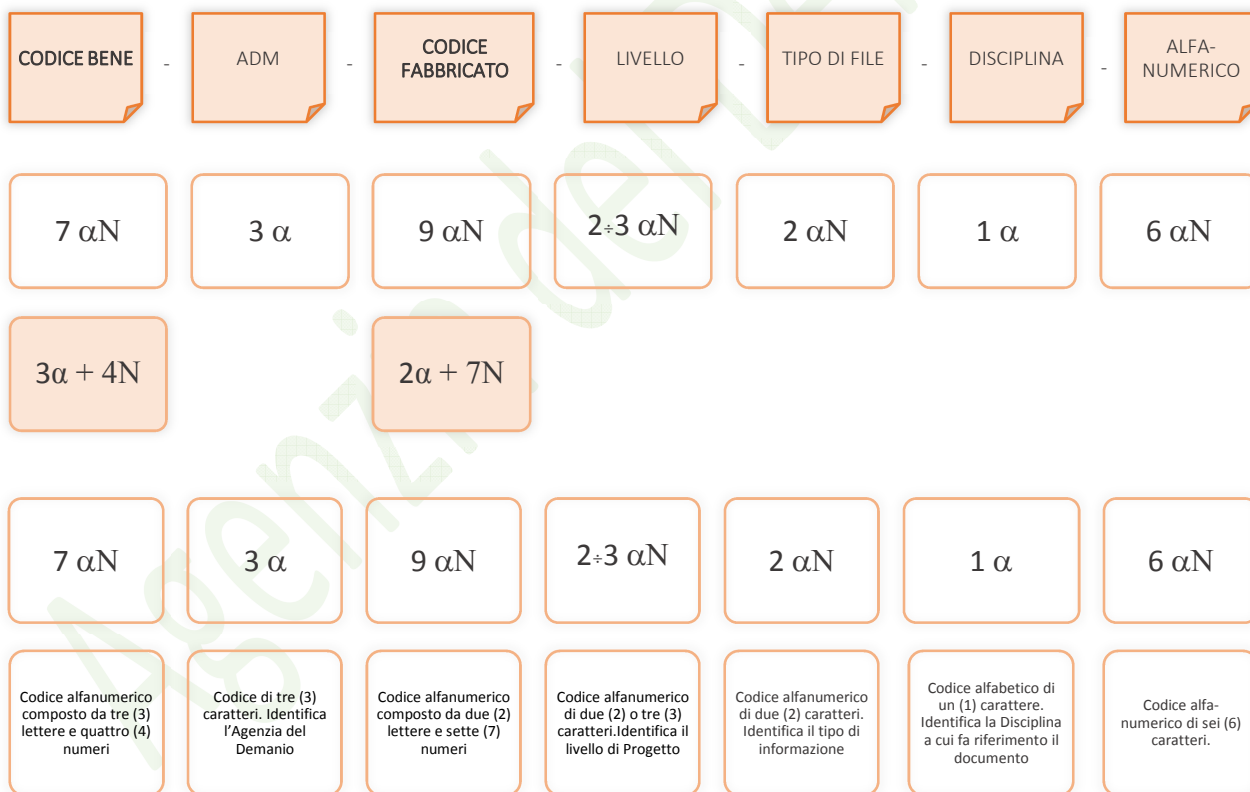 CODICE BENE - ADM - CODICE FABBRICATO - LIVELLO - TIPO DI FILE - DISCIPLINA - ALFA-NUMERICO
7 αN
3 α
9 αN
2÷3 αN
2 αN
1 α
6 αN
3α + 4N
2α + 7N
7 αN
3 α
9 αN
2÷3 αN
2 αN
1 α
6 αN
Codice alfanumerico
composto da tre (3)
lettere e quattro (4)
numeri
Codice di tre (3)
caratteri. Identifica
l'Agenzia del
Demanio
Codice alfanumerico
composto da due (2)
lettere e sette (7)
numeri
Codice alfanumerico
di due (2) o tre (3)
caratteri.Identifica il
livello di Progetto
Codice alfanumerico
di due (2) caratteri.
Identifica il tipo di
informazione
Codice alfabetico di
un (1) carattere.
Identifica la Disciplina
a cui fa riferimento il
documento
Codice alfa-
numerico di sei (6)
caratteri.